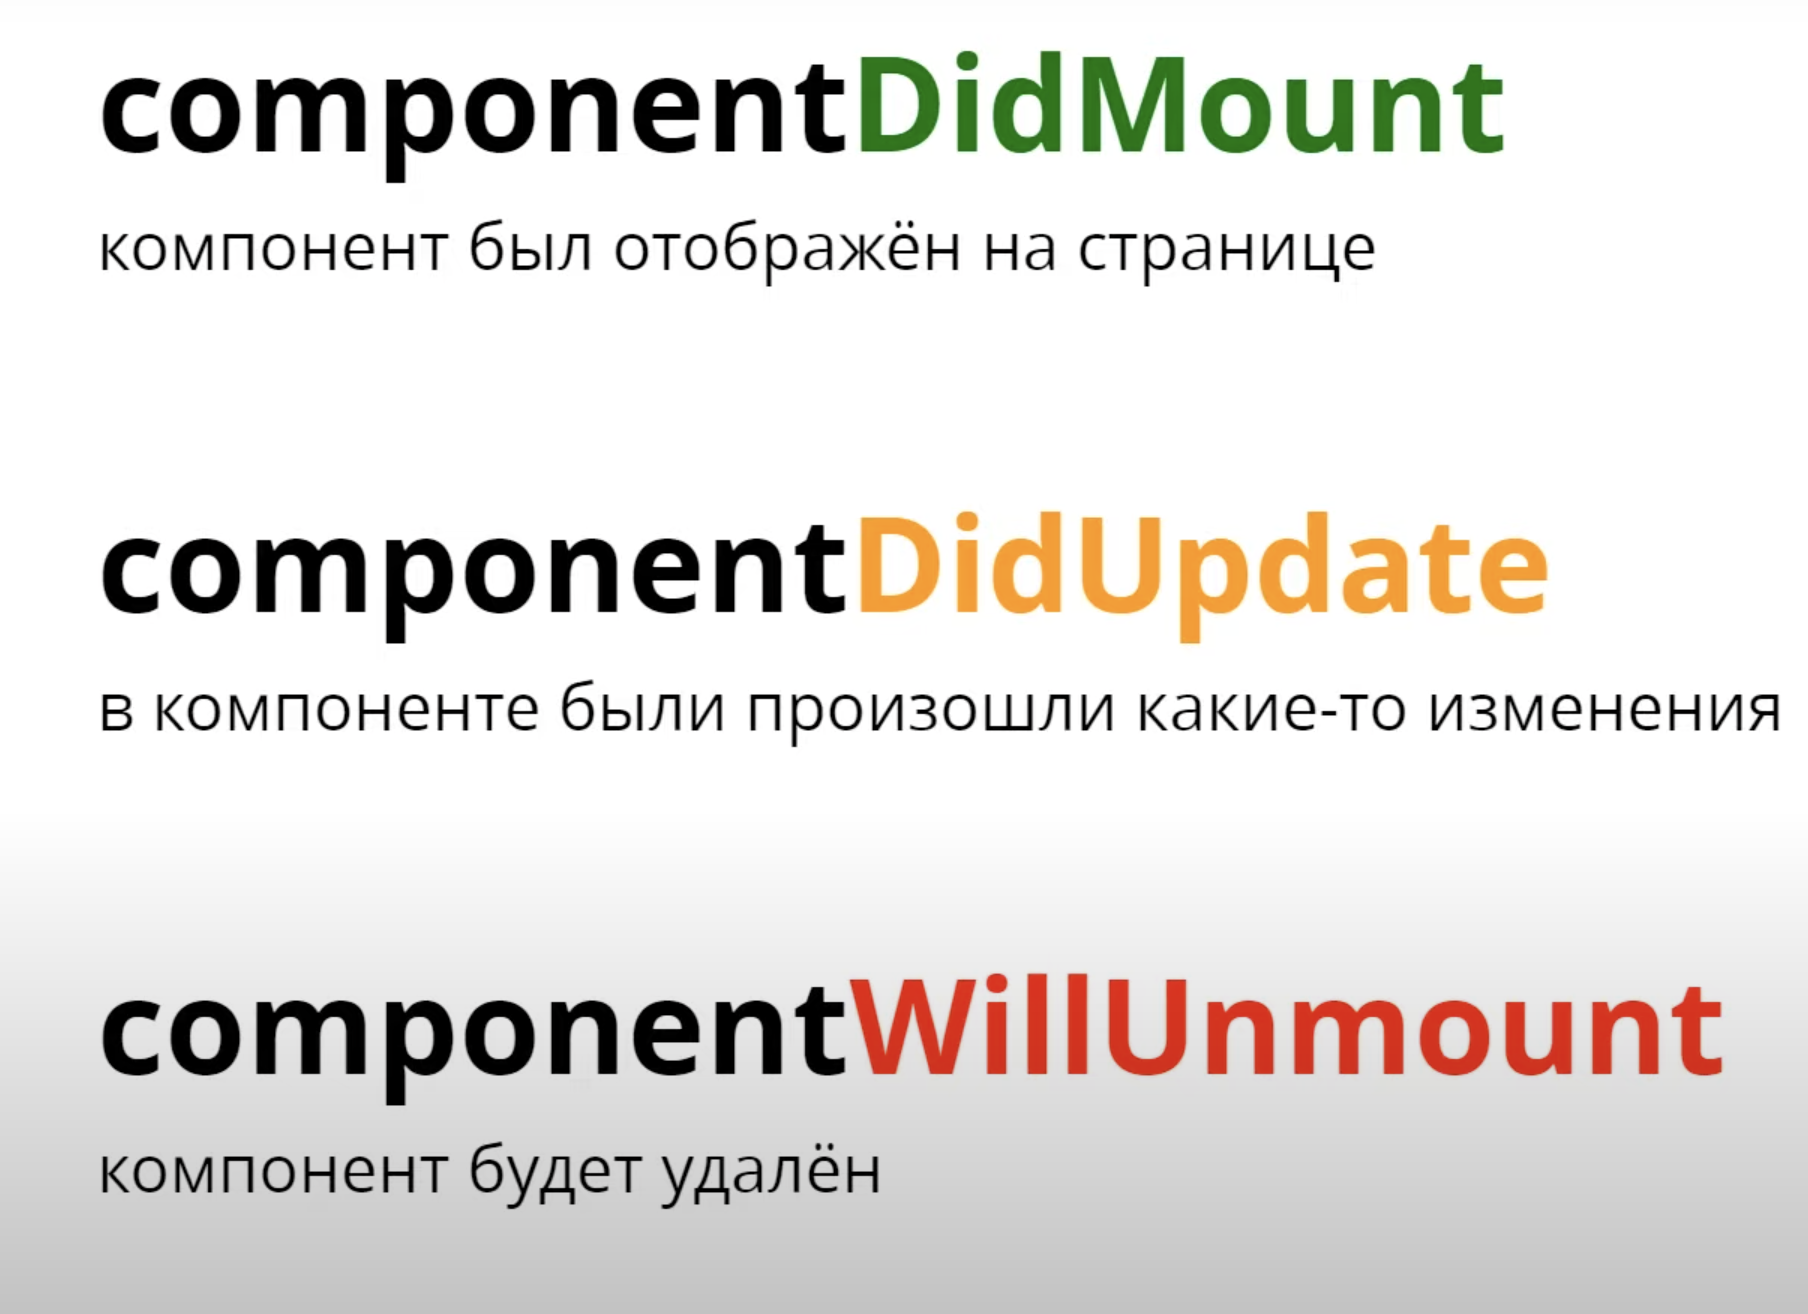 componentDidMount
компонент был отображён на странице
componentDidUpdate
в компоненте были произошли какие-то изменения
componentWillUnmount
компонент будет удалён